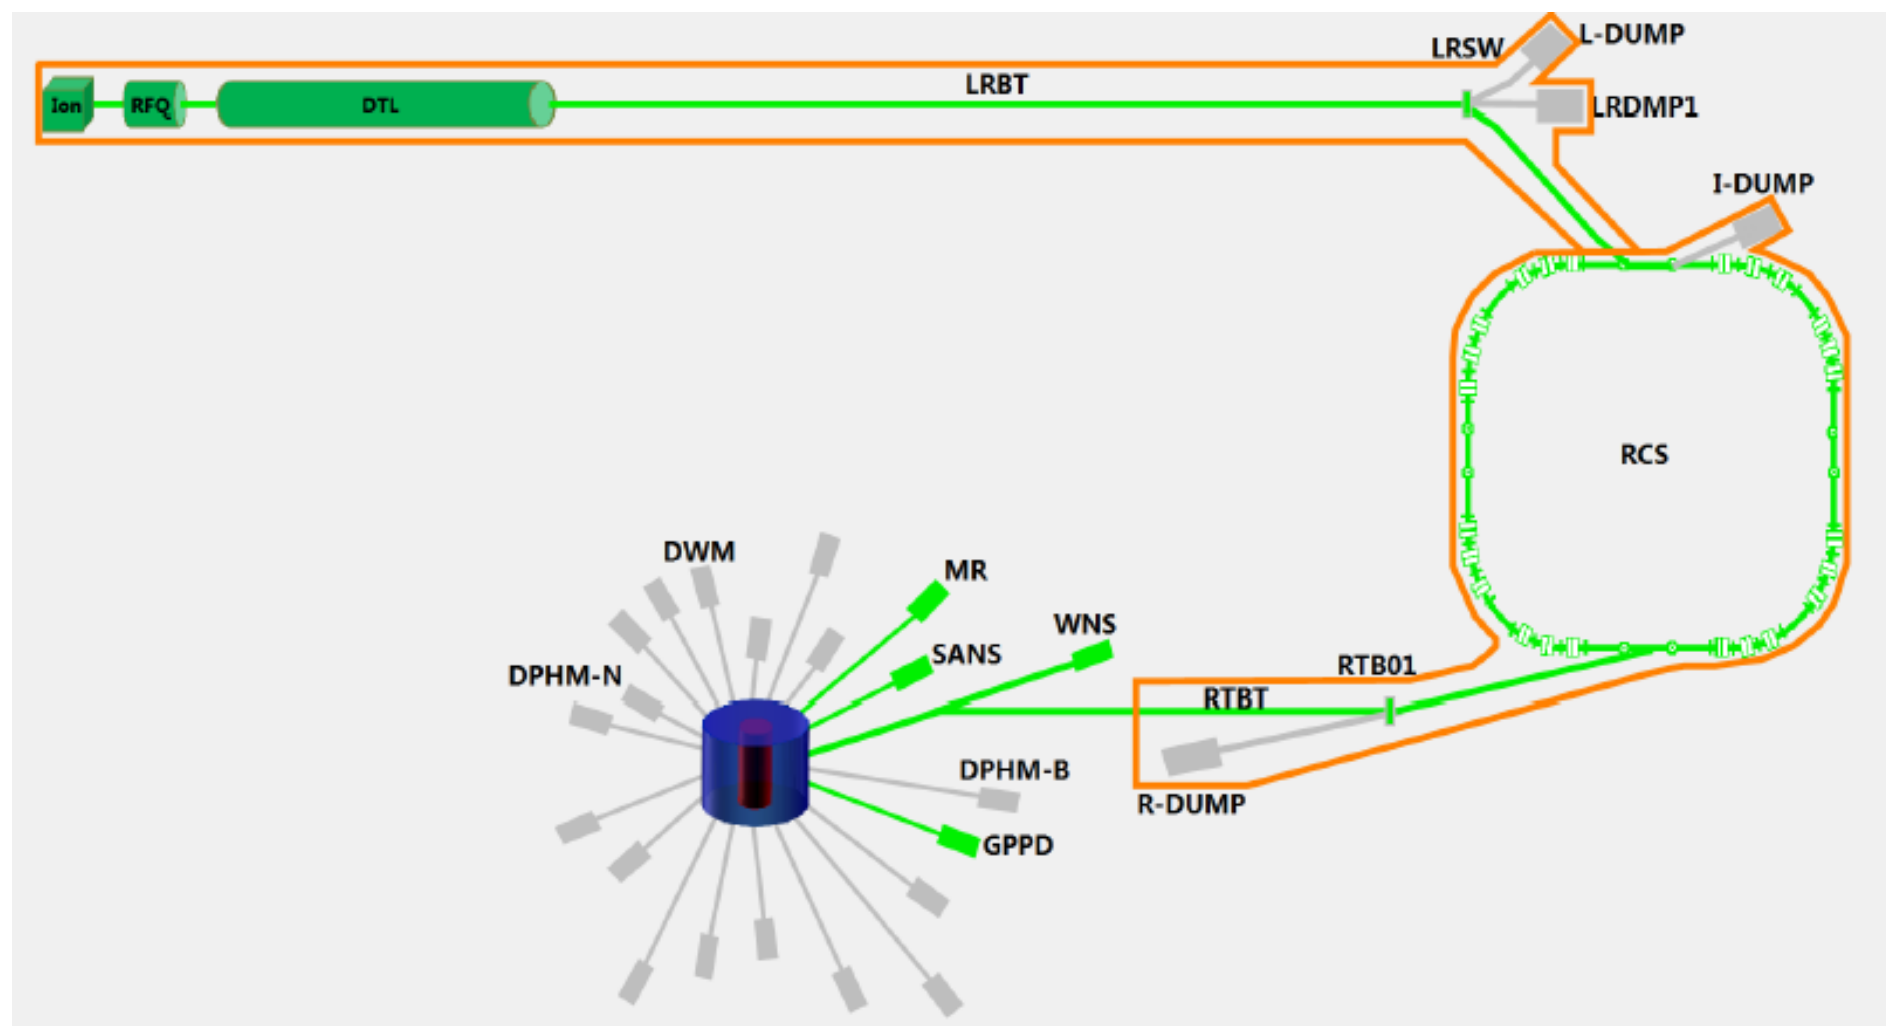 L-DUMP
LRSW
LRBT
Ion
RFQ
DTL
LRDMP1
I-DUMP
RCS
DWM
MR
WNS
SANS
RTB01
DPHM-N
RTBT
DPHM-B
R-DUMP
GPPD